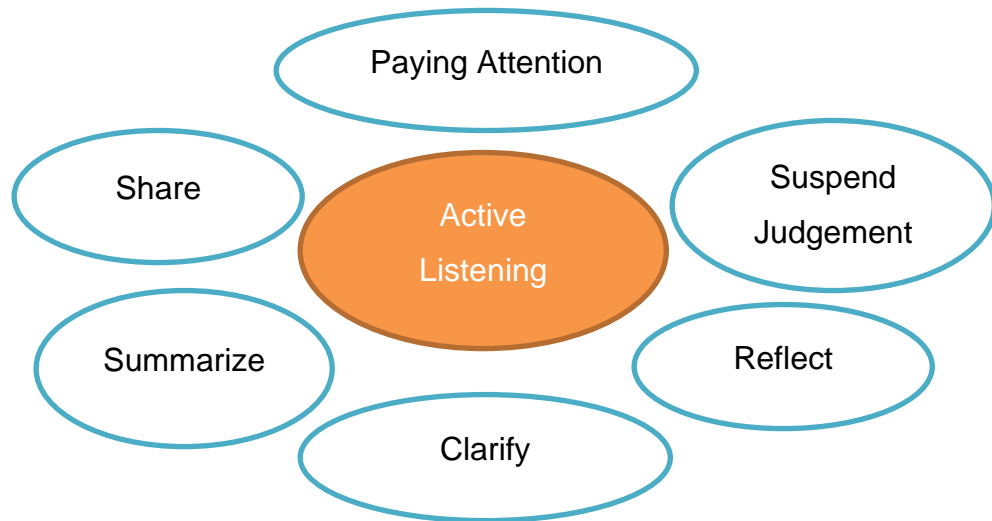 Paying Attention
Share
Suspend
Judgement
Active
Listening
Summarize
Reflect
Clarify